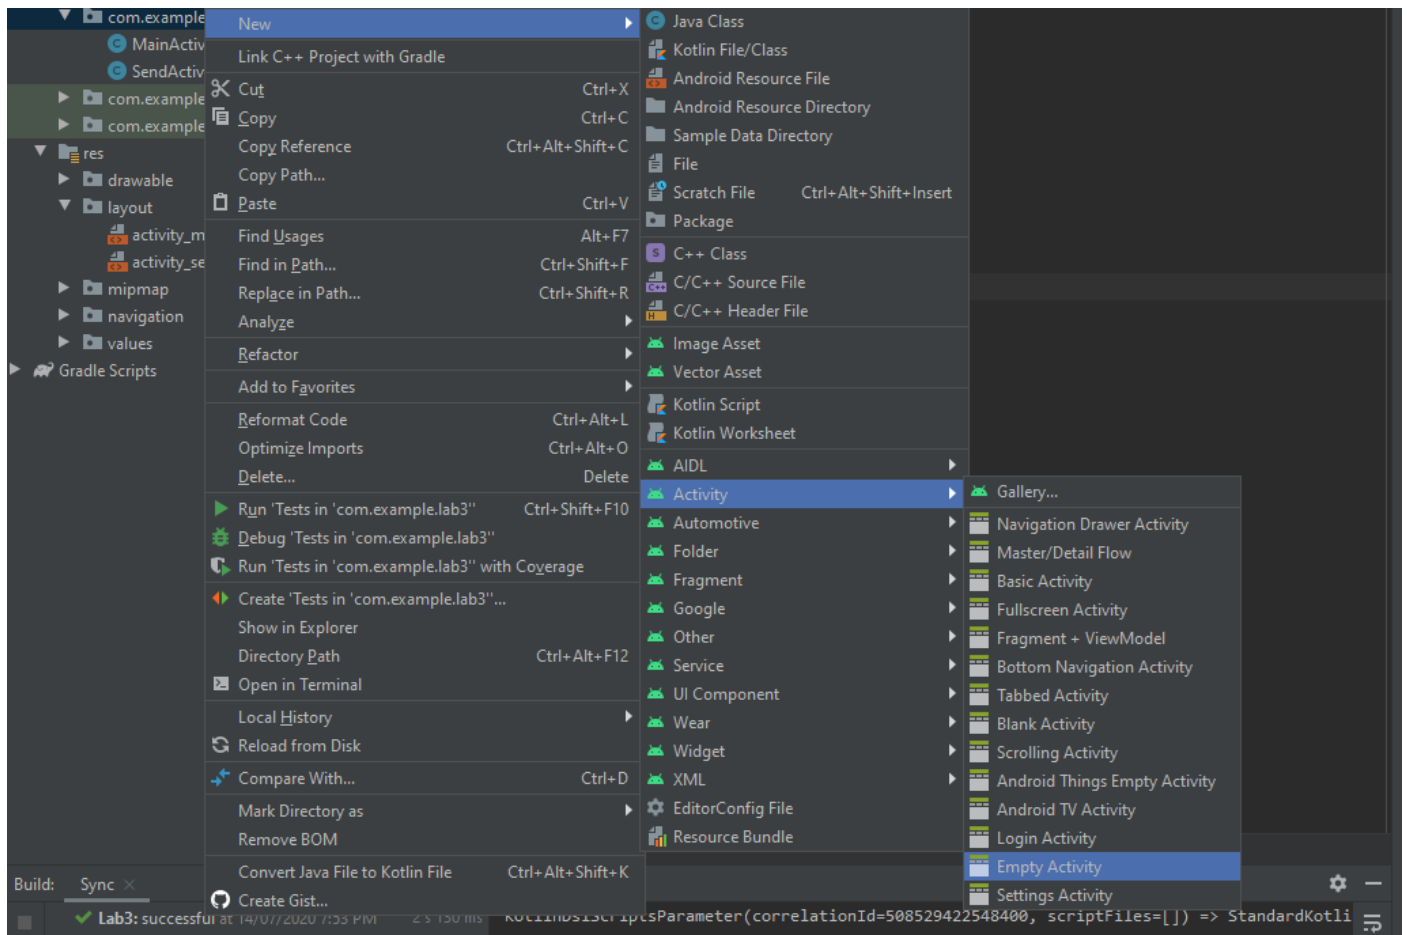 com.example
MainActiv
SendActiv
com.example
com.example
res
drawable
layout
activity_m
activity_se
mipmap
navigation
values
Gradle Scripts
New
Link C++ Project with Gradle
Cut Ctrl+X
Copy Ctrl+C
Copy Reference Ctrl+Alt+Shift+C
Copy Path...
Paste Ctrl+V
Find Usages Alt+F7
Find in Path... Ctrl+Shift+F
Replace in Path... Ctrl+Shift+R
Analyze
Refactor
Add to Favorites
Reformat Code Ctrl+Alt+L
Optimize Imports Ctrl+Alt+O
Delete... Delete
Run 'Tests in 'com.example.lab3'' Ctrl+Shift+F10
Debug 'Tests in 'com.example.lab3''
Run 'Tests in 'com.example.lab3'' with Coverage
Create 'Tests in 'com.example.lab3''...
Show in Explorer
Directory Path Ctrl+Alt+F12
Open in Terminal
Local History
Reload from Disk
Compare With... Ctrl+D
Mark Directory as
Remove BOM
Convert Java File to Kotlin File Ctrl+Alt+Shift+K
Create Gist...
Java Class
Kotlin File/Class
Android Resource File
Android Resource Directory
Sample Data Directory
File
Scratch File Ctrl+Alt+Shift+Insert
Package
C++ Class
C/C++ Source File
C/C++ Header File
Image Asset
Vector Asset
Kotlin Script
Kotlin Worksheet
AIDL
Activity
Automotive
Folder
Fragment
Google
Other
Service
UI Component
Wear
Widget
XML
EditorConfig File
Resource Bundle
Gallery...
Navigation Drawer Activity
Master/Detail Flow
Basic Activity
Fullscreen Activity
Fragment + ViewModel
Bottom Navigation Activity
Tabbed Activity
Blank Activity
Scrolling Activity
Android Things Empty Activity
Android TV Activity
Login Activity
Empty Activity
Settings Activity
Build: Sync
Lab3: successful at 14/07/2020 7:53 PM 2 s 150 ms KotlinDslScriptsParameter(correlationId=508529422548400, scriptFiles=[]) => StandardKotli